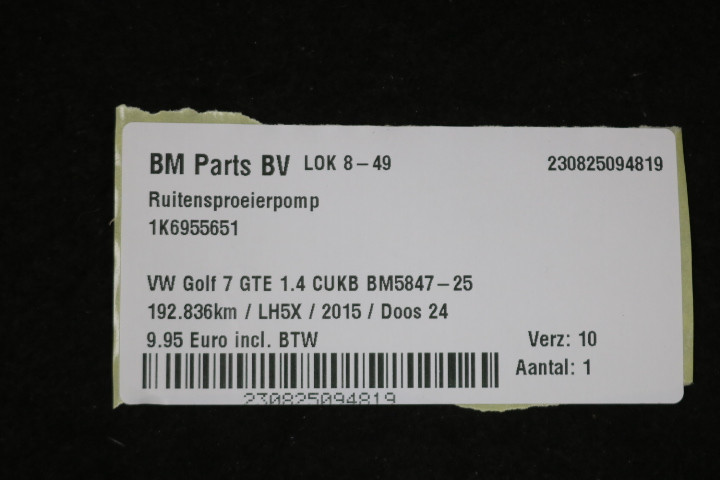 BM Parts BV LOK 8-49 230825094819
Ruitensproeierpomp
1K6955651
VW Golf 7 GTE 1.4 CUKB BM5847-25
192.836km / LH5X / 2015 / Doos 24
9.95 Euro incl. BTW Verz: 10
Aantal: 1
230825094819